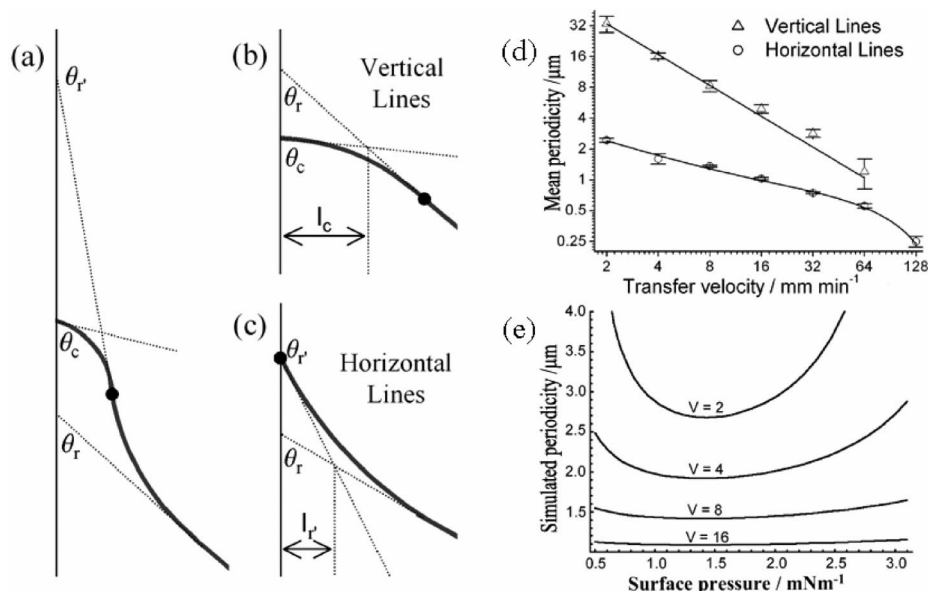 (a)
θr'
θc
θr
(b)
θr
Vertical
Lines
θc
lc
(c)
θr'
Horizontal
Lines
θr
lr'
(d)
Mean periodicity /μm
32
16
8
4
2
1
0.5
0.25
△ Vertical Lines
○ Horizontal Lines
2 4 8 16 32 64 128
Transfer velocity / mm min⁻¹
(e)
Simulated periodicity /μm
4.0
3.5
3.0
2.5
2.0
1.5
V = 2
V = 4
V = 8
V = 16
0.5 1.0 1.5 2.0 2.5 3.0
Surface pressure / mNm⁻¹